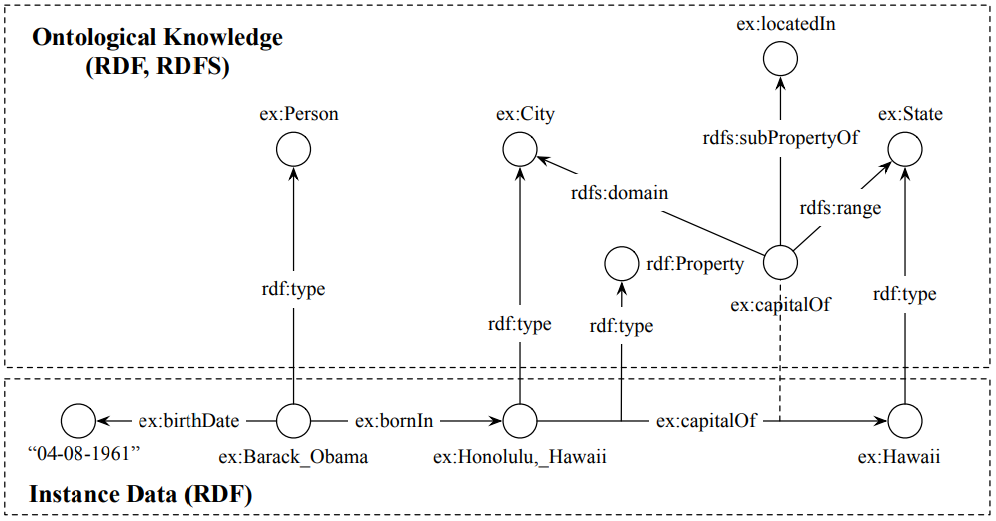 Ontological Knowledge
(RDF, RDFS)
ex:locatedIn
ex:Person
ex:City
ex:State
rdfs:subPropertyOf
rdfs:domain
rdfs:range
rdf:Property
rdf:type
ex:capitalOf
rdf:type
rdf:type
rdf:type
ex:birthDate
ex:bornIn
ex:capitalOf
“04-08-1961”
ex:Barack_Obama
ex:Honolulu,_Hawaii
ex:Hawaii
Instance Data (RDF)